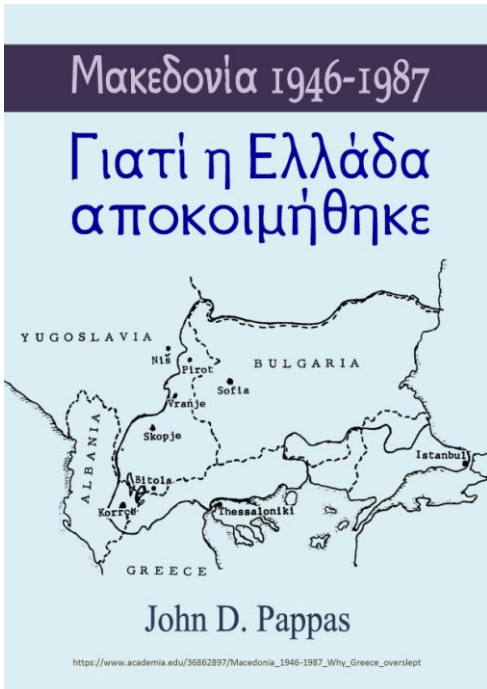 Μακεδονία 1946-1987
Γιατί η Ελλάδα
αποκοιμήθηκε
YUGOSLAVIA
Niš
Pirot
BULGARIA
Sofia
Vranje
Skopje
ALBANIA
Istanbul
Bitola
Korrçë
Thessaloniki
GREECE
John D. Pappas
https://www.academia.edu/36862897/Macedonia_1946-1987_Why_Greece_overslept